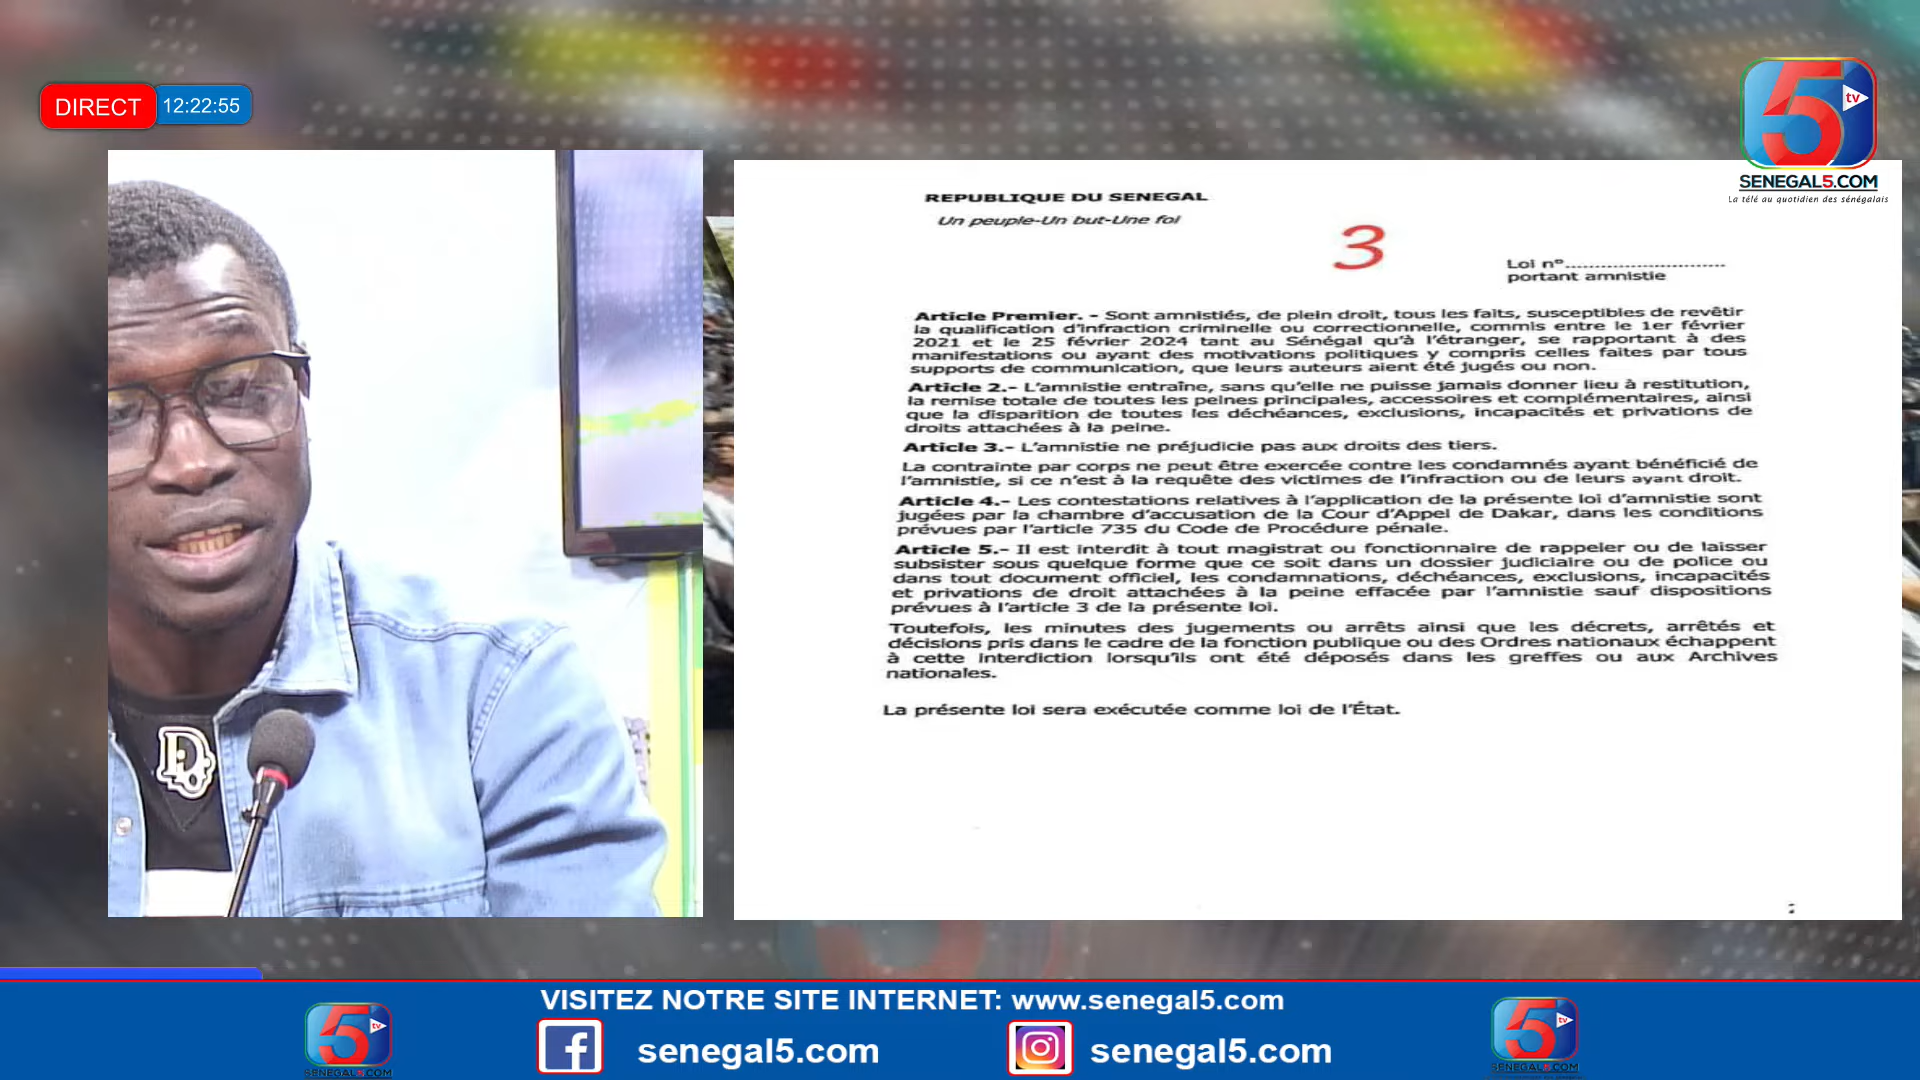 DIRECT 12:22:55
5 tv
SENEGAL5.COM
La télé au quotidien des sénégalais
REPUBLIQUE DU SENEGAL
Un peuple-Un but-Une foi
3
Loi n°...........................
portant amnistie
Article Premier. - Sont amnistiés, de plein droit, tous les faits, susceptibles de revêtir
la qualification d'infraction criminelle ou correctionnelle, commis entre le 1er février
2021 et le 25 février 2024 tant au Sénégal qu'à l'étranger, se rapportant à des
manifestations ou ayant des motivations politiques y compris celles faites par tous
supports de communication, que leurs auteurs aient été jugés ou non.
Article 2.- L'amnistie entraîne, sans qu'elle ne puisse jamais donner lieu à restitution,
la remise totale de toutes les peines principales, accessoires et complémentaires, ainsi
que la disparition de toutes les déchéances, exclusions, incapacités et privations de
droits attachées à la peine.
Article 3.- L'amnistie ne préjudicie pas aux droits des tiers.
La contrainte par corps ne peut être exercée contre les condamnés ayant bénéficié de
l'amnistie, si ce n'est à la requête des victimes de l'infraction ou de leurs ayant droit.
Article 4.- Les contestations relatives à l'application de la présente loi d'amnistie sont
jugées par la chambre d'accusation de la Cour d'Appel de Dakar, dans les conditions
prévues par l'article 735 du Code de Procédure pénale.
Article 5.- Il est interdit à tout magistrat ou fonctionnaire de rappeler ou de laisser
subsister sous quelque forme que ce soit dans un dossier judiciaire ou de police ou
dans tout document officiel, les condamnations, déchéances, exclusions, incapacités
et privations de droit attachées à la peine effacée par l'amnistie sauf dispositions
prévues à l'article 3 de la présente loi.
Toutefois, les minutes des jugements ou arrêts ainsi que les décrets, arrêtés et
décisions pris dans le cadre de la fonction publique ou des Ordres nationaux échappent
à cette interdiction lorsqu'ils ont été déposés dans les greffes ou aux Archives
nationales.
La présente loi sera exécutée comme loi de l'État.
VISITEZ NOTRE SITE INTERNET: www.senegal5.com
senegal5.com
senegal5.com
5 tv
SENEGAL5.COM
5 tv
SENEGAL5.COM